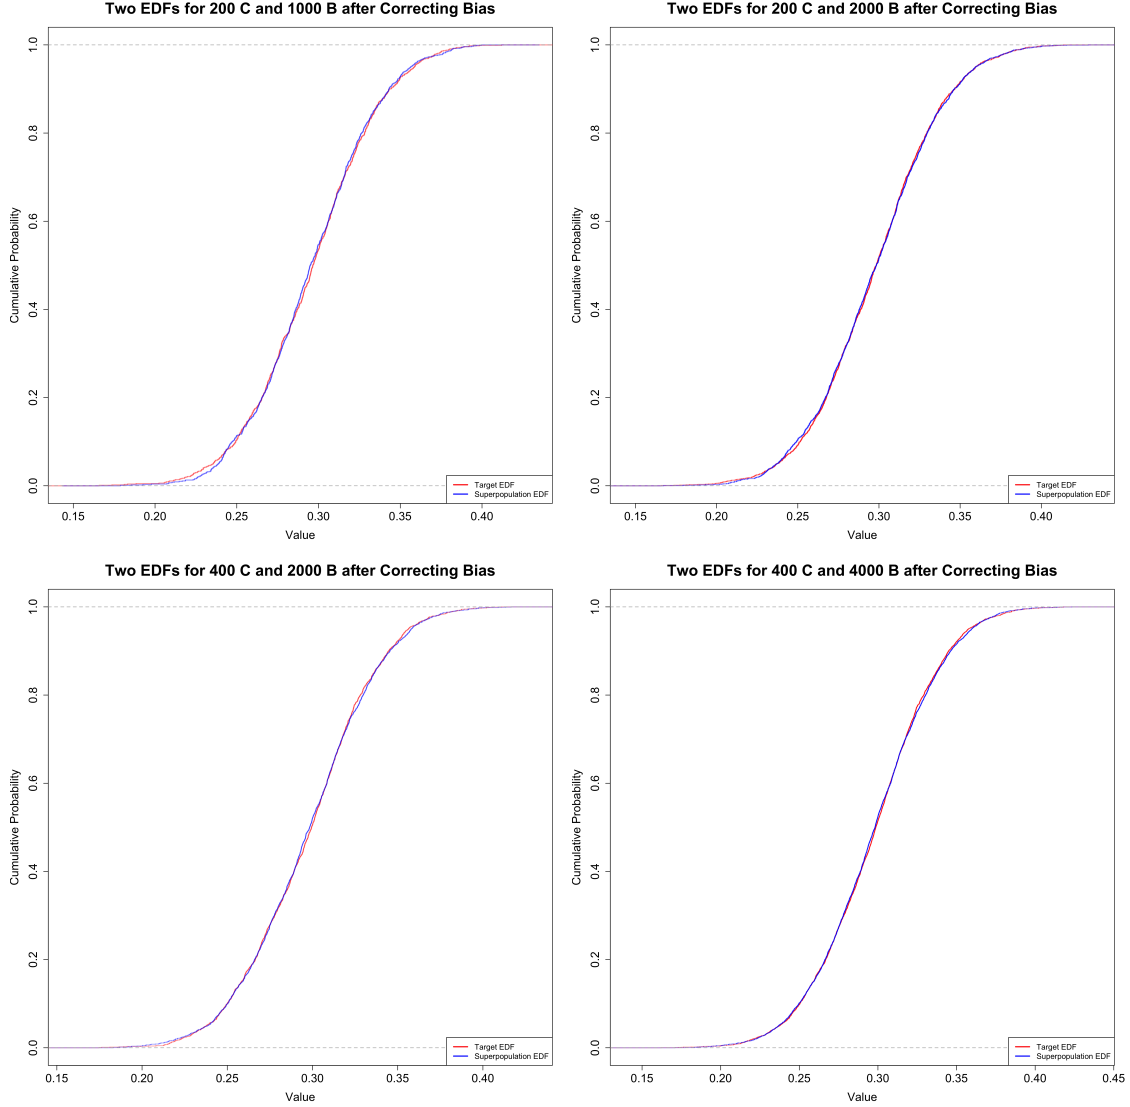 Two EDFs for 200 C and 1000 B after Correcting Bias
Cumulative Probability
1.0
0.8
0.6
0.4
0.2
0.0
Target EDF
Superpopulation EDF
0.15 0.20 0.25 0.30 0.35 0.40
Value
Two EDFs for 200 C and 2000 B after Correcting Bias
Cumulative Probability
1.0
0.8
0.6
0.4
0.2
0.0
Target EDF
Superpopulation EDF
0.15 0.20 0.25 0.30 0.35 0.40
Value
Two EDFs for 400 C and 2000 B after Correcting Bias
Cumulative Probability
1.0
0.8
0.6
0.4
0.2
0.0
Target EDF
Superpopulation EDF
0.15 0.20 0.25 0.30 0.35 0.40
Value
Two EDFs for 400 C and 4000 B after Correcting Bias
Cumulative Probability
1.0
0.8
0.6
0.4
0.2
0.0
Target EDF
Superpopulation EDF
0.15 0.20 0.25 0.30 0.35 0.40 0.45
Value